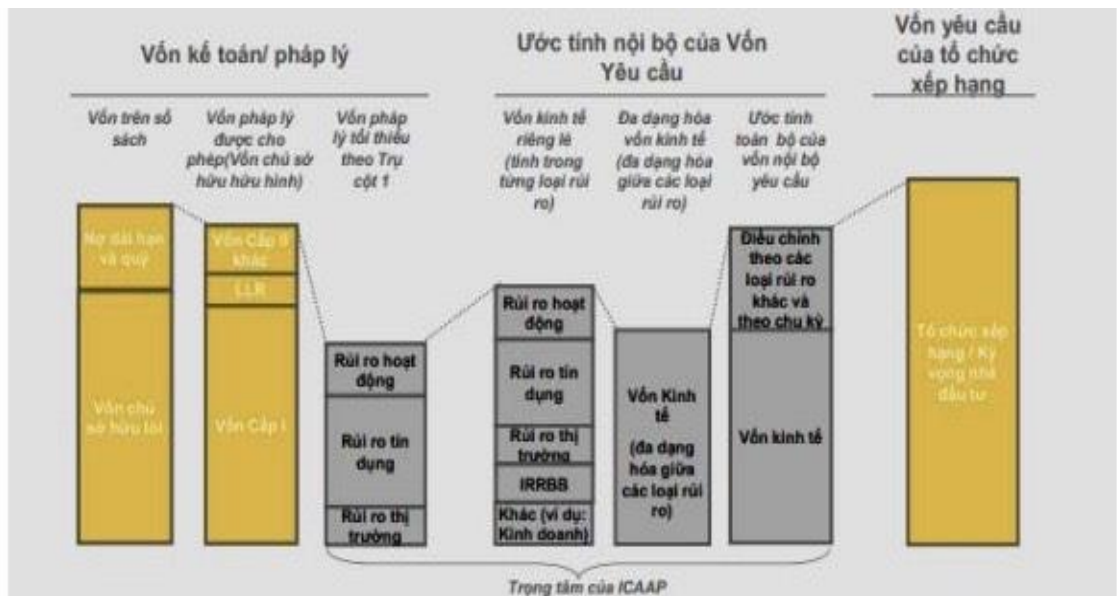 Vốn kế toán/ pháp lý
Ước tính nội bộ của Vốn
Yêu cầu
Vốn yêu cầu
của tổ chức
xếp hạng
Vốn trên sổ
sách
Vốn pháp lý
được cho
phép(Vốn chủ sở
hữu hữu hình)
Vốn pháp
lý tối thiểu
theo Trụ
cột 1
Vốn kinh tế
riêng lẻ
(tính trong
từng loại rủi
ro)
Đa dạng hóa
vốn kinh tế
(đa dạng hóa
giữa các loại
rủi ro)
Ước tính
toàn bộ của
vốn nội bộ
yêu cầu
Nợ dài hạn
và quỹ
Vốn chủ
sở hữu lõi
Vốn Cấp II
khác
LLR
Vốn Cấp I
Rủi ro hoạt
động
Rủi ro tín
dụng
Rủi ro thị
trường
Rủi ro hoạt
động
Rủi ro tín
dụng
Rủi ro thị
trường
IRRBB
Khác (ví dụ:
Kinh doanh)
Vốn Kinh
tế
(đa dạng
hóa giữa
các loại rủi
ro)
Điều chỉnh
theo các
loại rủi ro
khác và
theo chu kỳ
Vốn kinh tế
Tổ chức xếp
hạng / Kỳ
vọng nhà
đầu tư
Trọng tâm của ICAAP